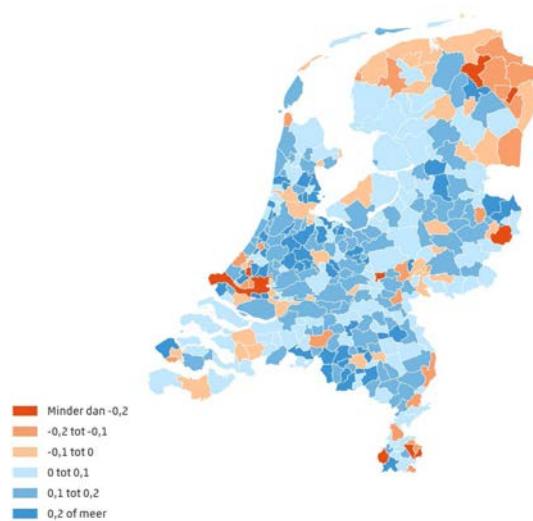 Minder dan -0,2
-0,2 tot -0,1
-0,1 tot 0
0 tot 0,1
0,1 tot 0,2
0,2 of meer